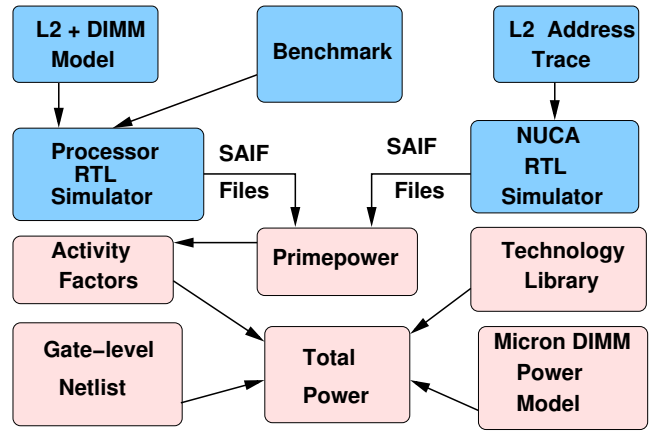 L2 + DIMM
Model
Benchmark
L2 Address
Trace
Processor
RTL
Simulator
SAIF
Files
SAIF
Files
NUCA
RTL
Simulator
Activity
Factors
Primepower
Technology
Library
Gate-level
Netlist
Total
Power
Micron DIMM
Power
Model